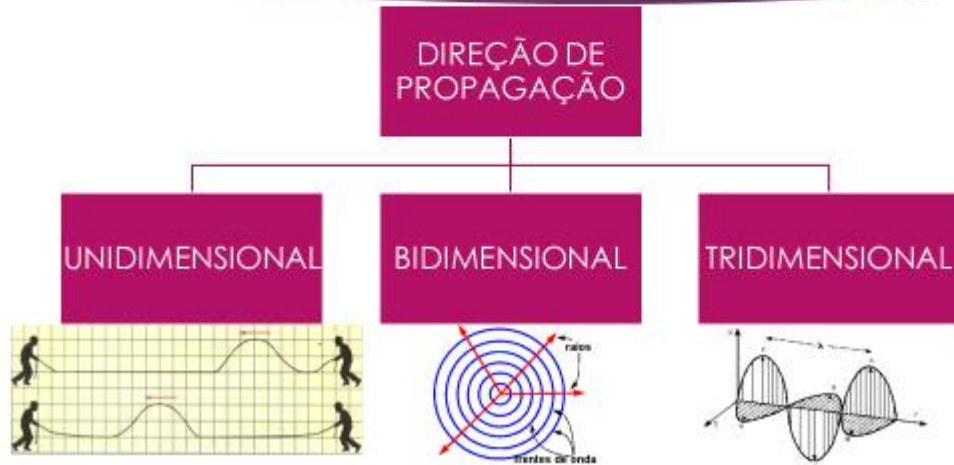 DIREÇÃO DE
PROPAGAÇÃO
UNIDIMENSIONAL
BIDIMENSIONAL
TRIDIMENSIONAL
raios
frentes de onda